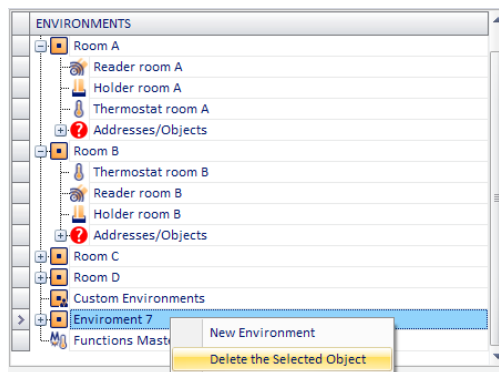 ENVIRONMENTS
Room A
Reader room A
Holder room A
Thermostat room A
Addresses/Objects
Room B
Thermostat room B
Reader room B
Holder room B
Addresses/Objects
Room C
Room D
Custom Environments
Enviroment 7
New Environment
Functions Maste
Delete the Selected Object